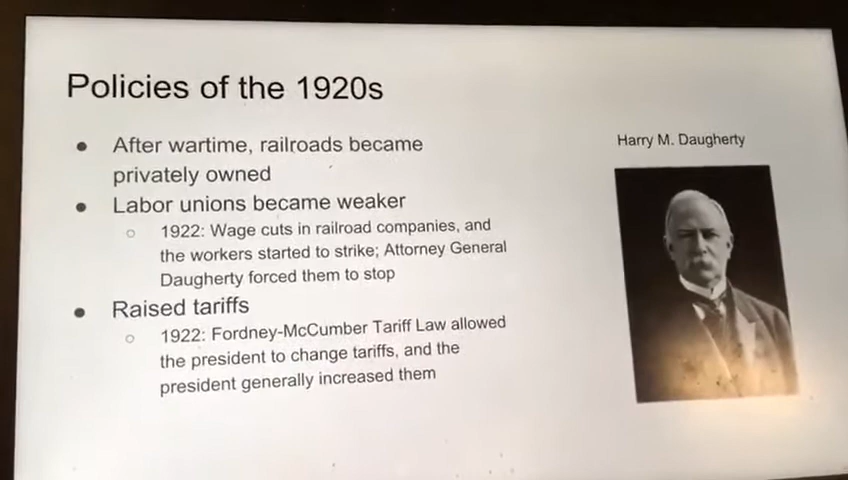 Policies of the 1920s
● After wartime, railroads became
privately owned
● Labor unions became weaker
○ 1922: Wage cuts in railroad companies, and
the workers started to strike; Attorney General
Daugherty forced them to stop
● Raised tariffs
○ 1922: Fordney-McCumber Tariff Law allowed
the president to change tariffs, and the
president generally increased them
Harry M. Daugherty